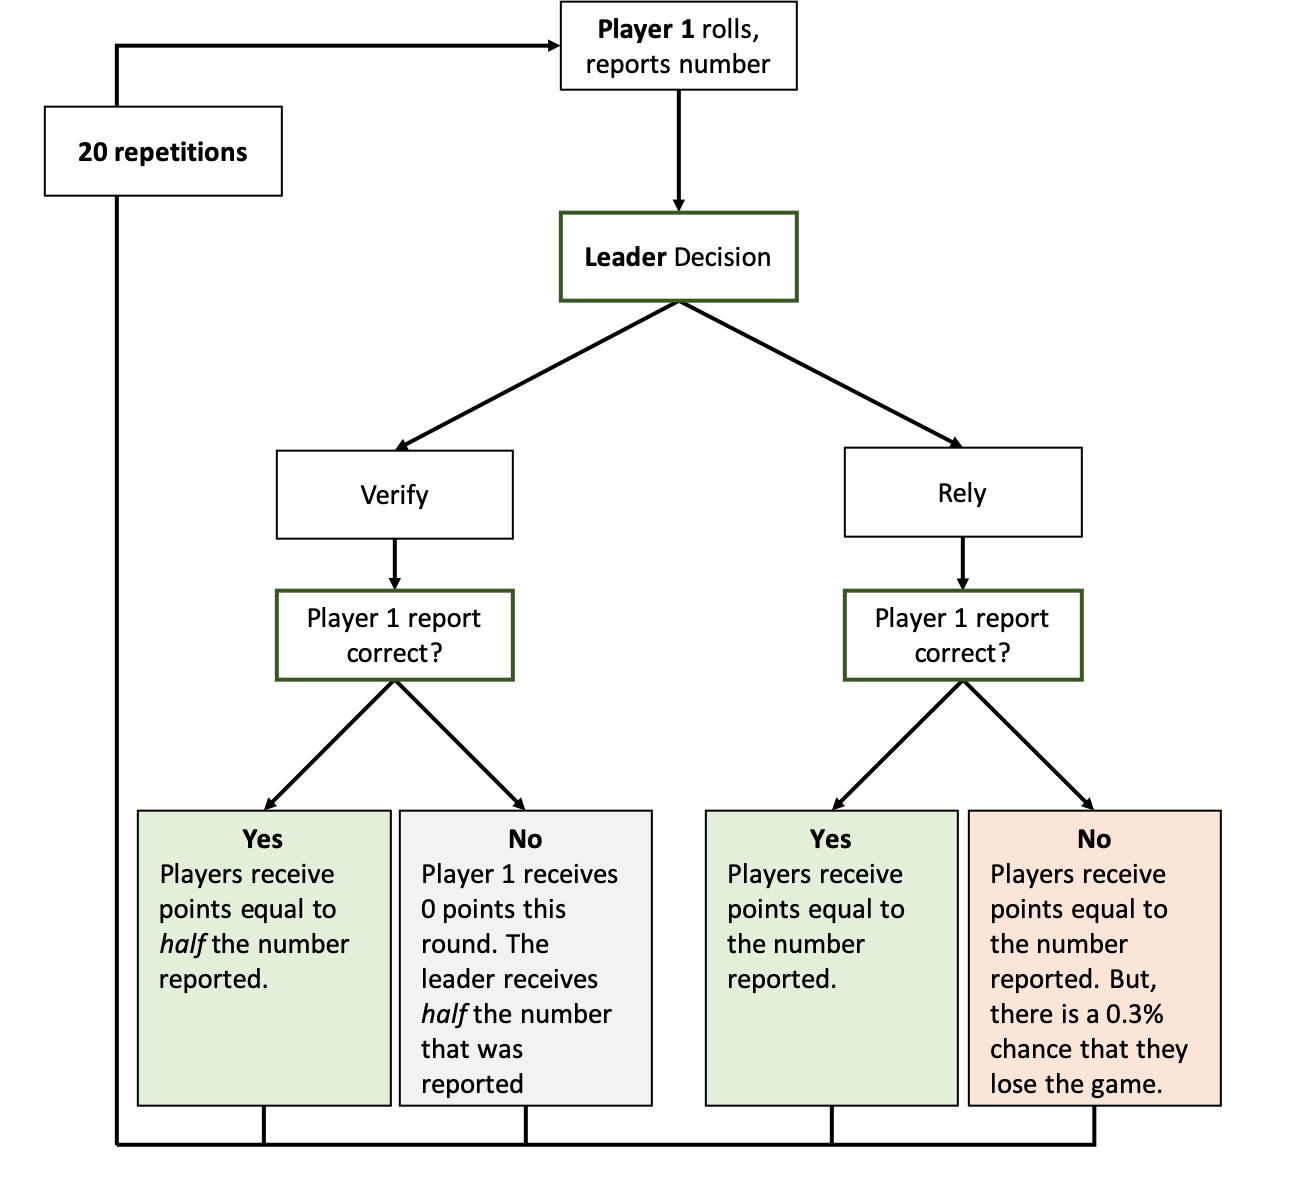 Player 1 rolls,
reports number
20 repetitions
Leader Decision
Verify
Rely
Player 1 report
correct?
Player 1 report
correct?
Yes
Players receive
points equal to
half the number
reported.
No
Player 1 receives
0 points this
round. The
leader receives
half the number
that was
reported
Yes
Players receive
points equal to
the number
reported.
No
Players receive
points equal to
the number
reported. But,
there is a 0.3%
chance that they
lose the game.